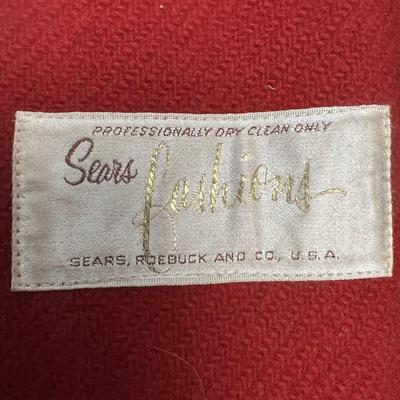 PROFESSIONALLY DRY CLEAN ONLY
Sears fashions
SEARS, ROEBUCK AND CO., U.S.A.